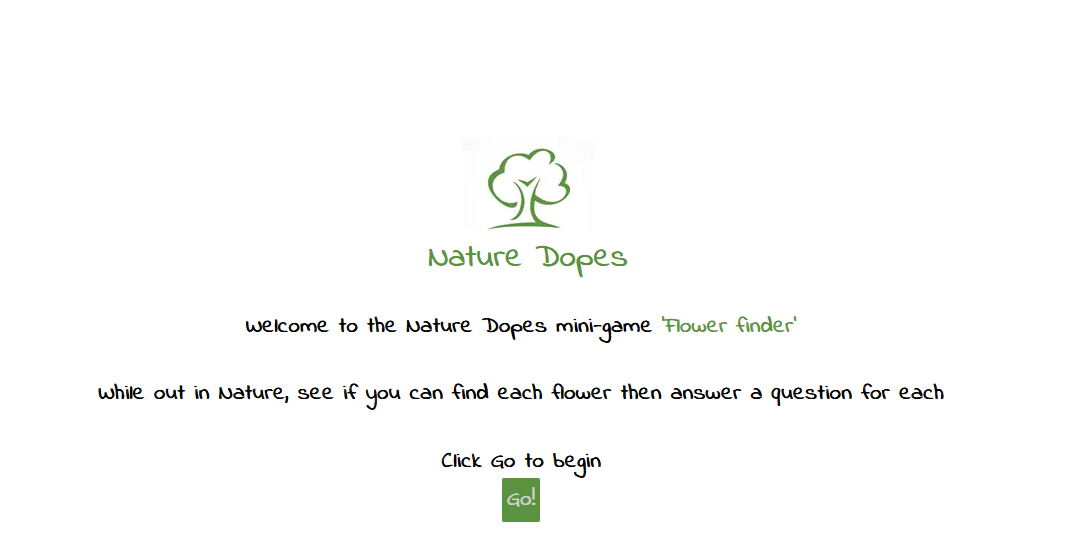 Nature Dopes
Welcome to the Nature Dopes mini-game 'Flower finder'
While out in Nature, see if you can find each flower then answer a question for each
Click Go to begin
Go!